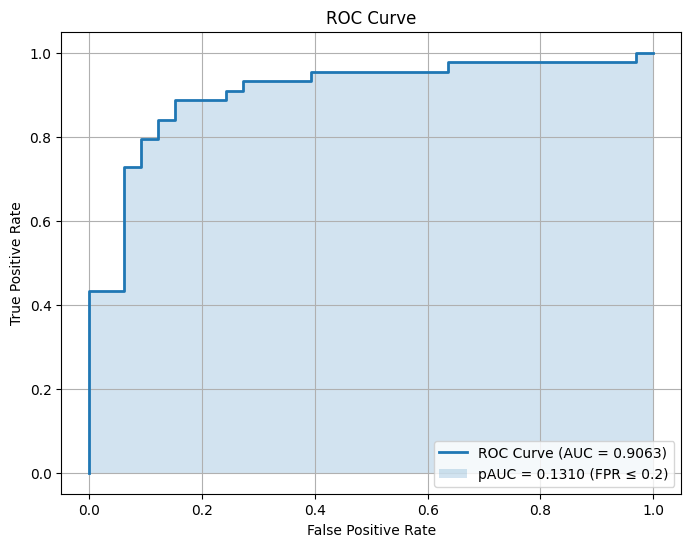 ROC Curve
True Positive Rate
1.0
0.8
0.6
0.4
0.2
0.0
ROC Curve (AUC = 0.9063)
pAUC = 0.1310 (FPR ≤ 0.2)
0.0 0.2 0.4 0.6 0.8 1.0
False Positive Rate